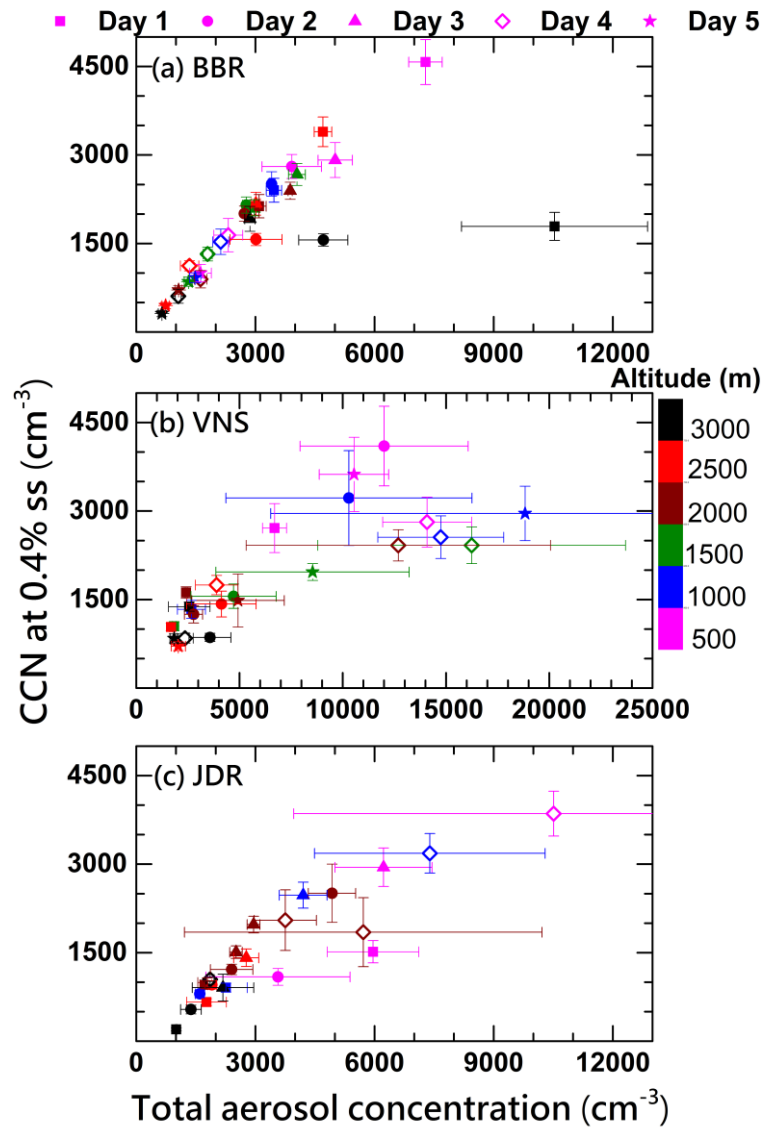 Day 1 Day 2 Day 3 Day 4 Day 5
(a) BBR
4500
3000
1500
0 3000 6000 9000 12000
Altitude (m)
(b) VNS
4500
3000
1500
0 5000 10000 15000 20000 25000
3000
2500
2000
1500
1000
500
(c) JDR
4500
3000
1500
0 3000 6000 9000 12000
CCN at 0.4% ss (cm⁻³)
Total aerosol concentration (cm⁻³)